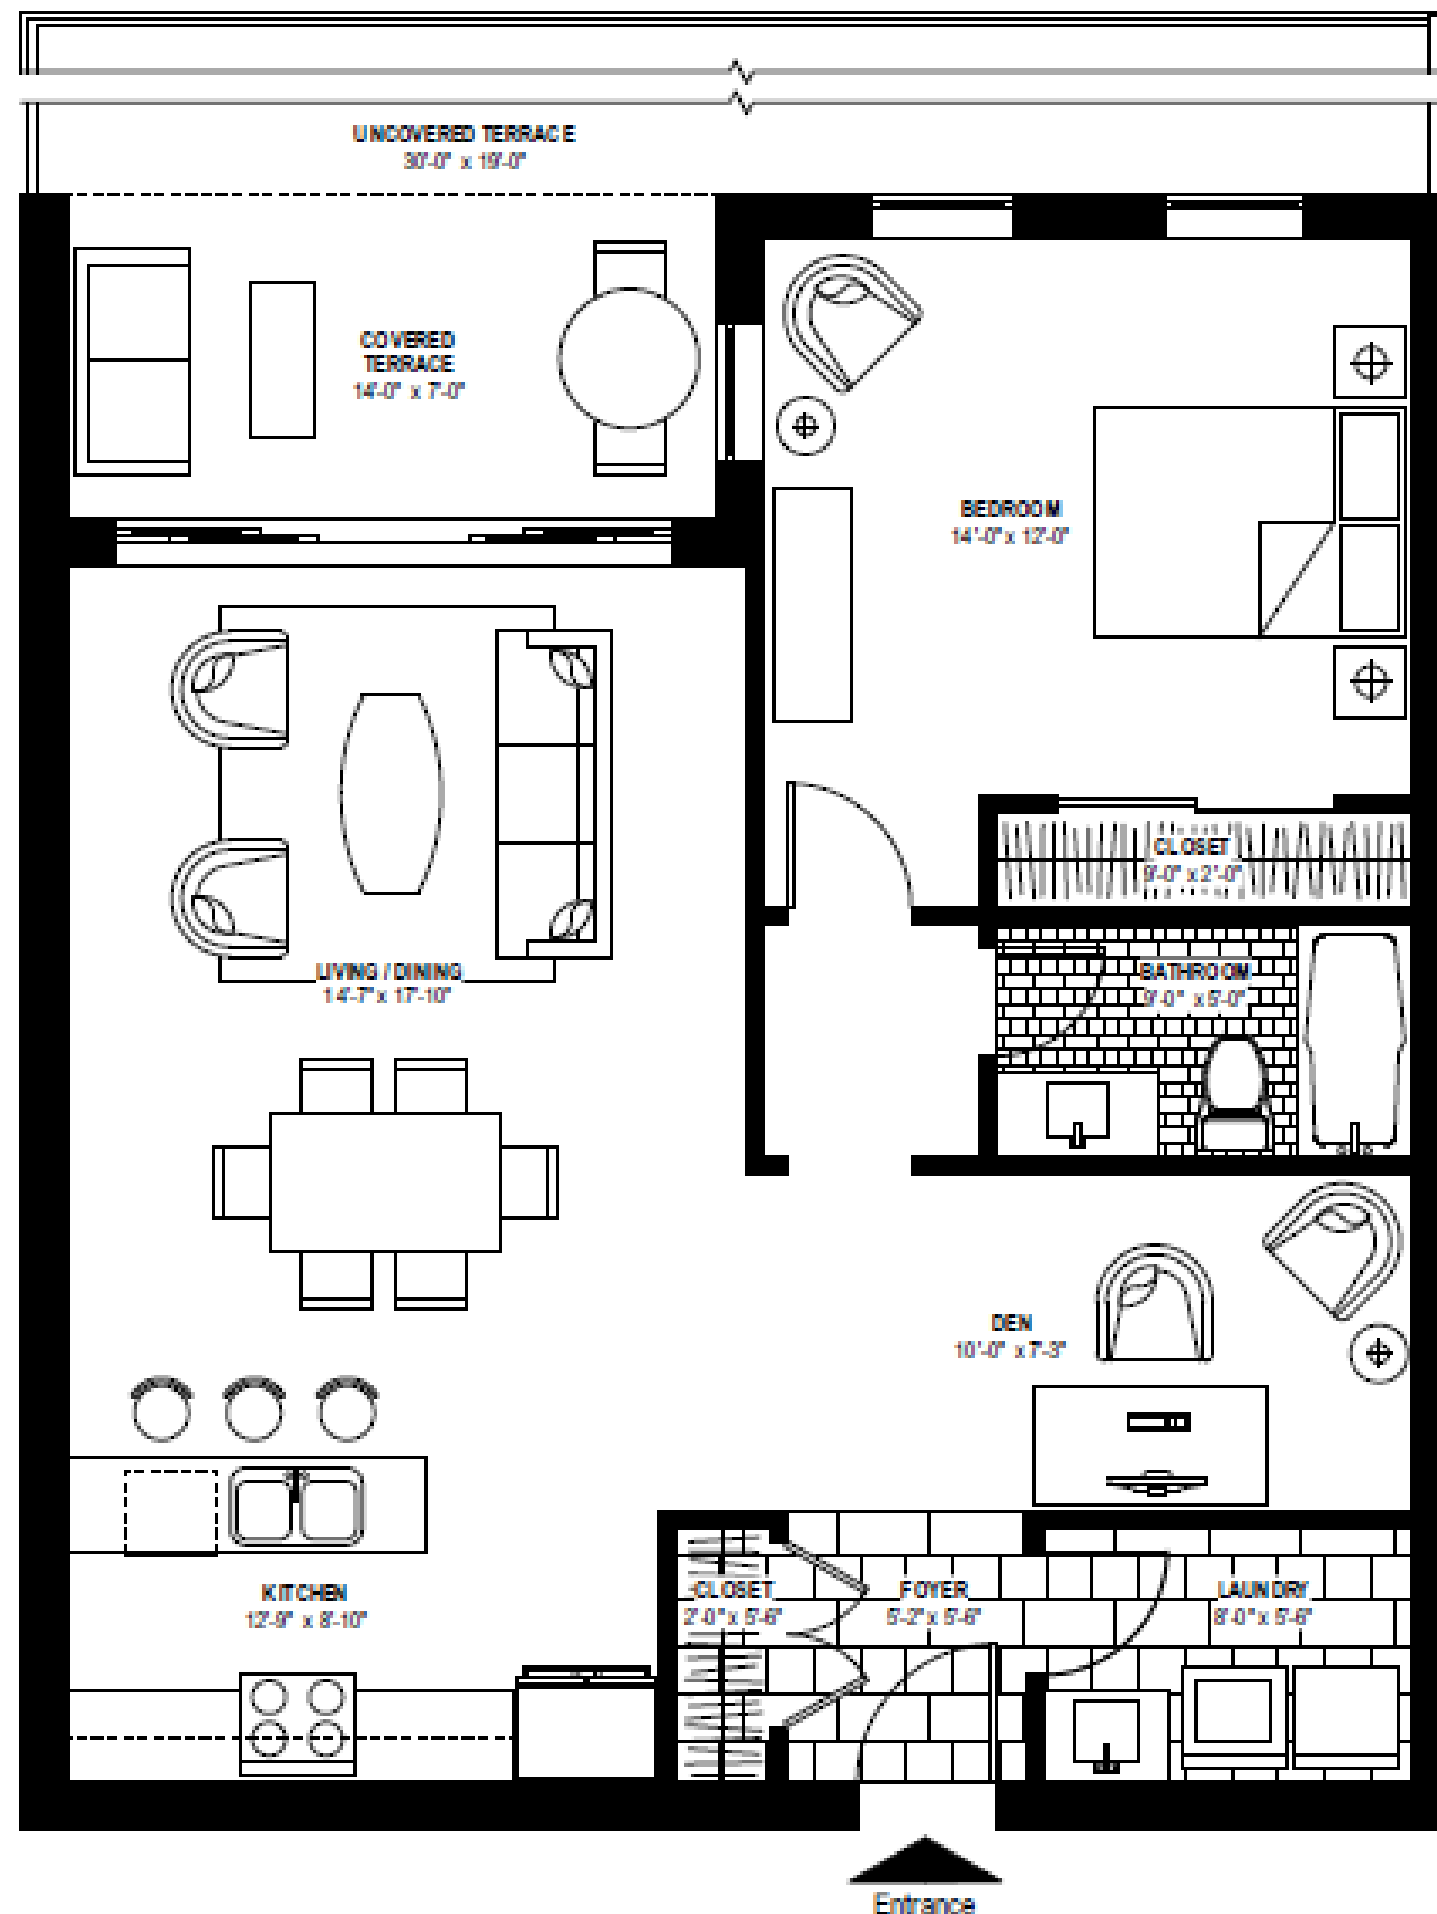 UNCOVERED TERRACE
30'-0" x 19'-0"
COVERED
TERRACE
14'-0" x 7'-0"
BEDROOM
14'-0" x 12'-0"
CLOSET
9'-0" x 2'-0"
LIVING / DINING
14'-7" x 17'-10"
BATHROOM
9'-0" x 5'-0"
DEN
10'-0" x 7'-3"
KITCHEN
12'-9" x 8'-10"
CLOSET
2'-0" x 5'-6"
FOYER
5'-2" x 5'-6"
LAUNDRY
8'-0" x 5'-6"
Entrance